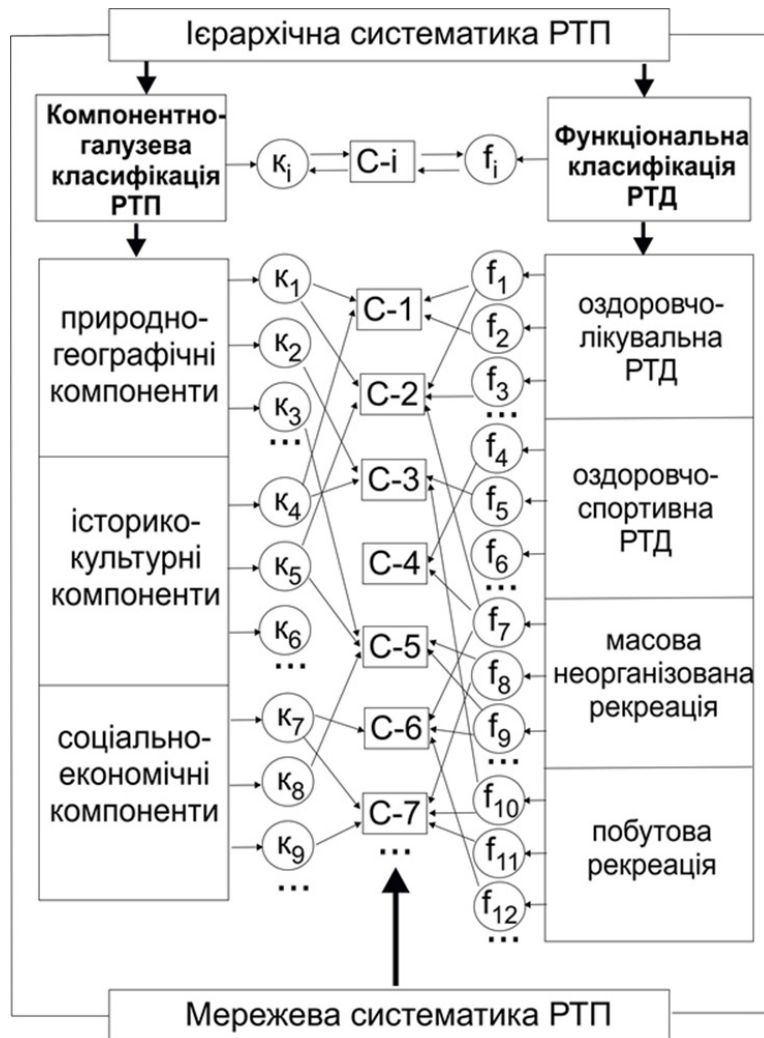 Ієрархічна систематика РТП
Компонентно-
галузева
класифікація
РТП
кі
С-і
fі
Функціональна
класифікація
РТД
природно-
географічні
компоненти
історико-
культурні
компоненти
соціально-
економічні
компоненти
к1
к2
к3
...
к4
к5
к6
...
к7
к8
к9
...
С-1
С-2
С-3
С-4
С-5
С-6
С-7
...
f1
f2
f3
...
f4
f5
f6
...
f7
f8
f9
...
f10
f11
f12
...
оздоровчо-
лікувальна
РТД
оздоровчо-
спортивна
РТД
масова
неорганізована
рекреація
побутова
рекреація
Мережева систематика РТП